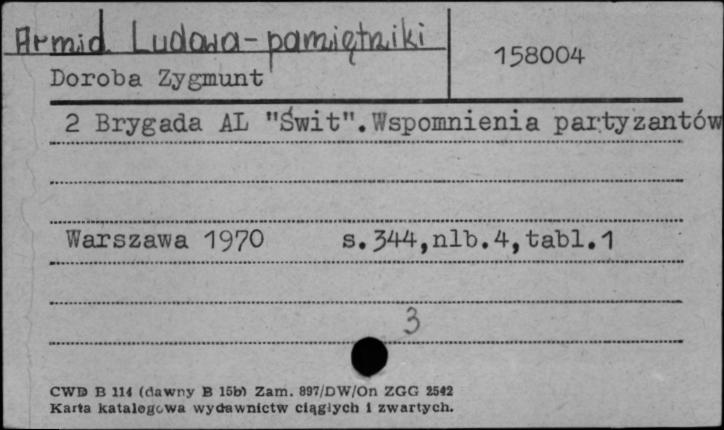 Armia Ludowa - pamiętniki
158004
Doroba Zygmunt
2 Brygada AL "Świt". Wspomnienia partyzantów
Warszawa 1970 s.344,nlb.4,tabl.1
3
CWD B 114 (dawny B 15b) Zam. 897/DW/On ZGG 2542
Karta katalogowa wydawnictw ciągłych i zwartych.